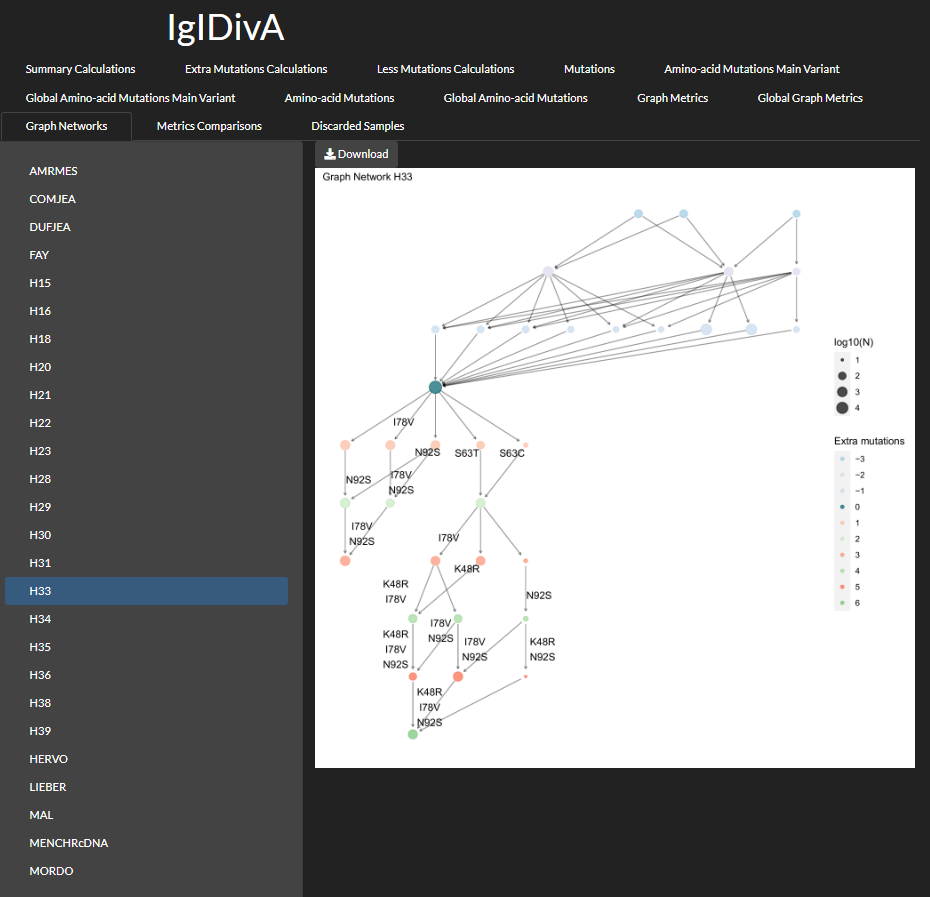 IgIDivA
Summary Calculations Extra Mutations Calculations Less Mutations Calculations Mutations Amino-acid Mutations Main Variant
Global Amino-acid Mutations Main Variant Amino-acid Mutations Global Amino-acid Mutations Graph Metrics Global Graph Metrics
Graph Networks Metrics Comparisons Discarded Samples
AMRMES
COMJEA
DUFJEA
FAY
H15
H16
H18
H20
H21
H22
H23
H28
H29
H30
H31
H33
H34
H35
H36
H38
H39
HERVO
LIEBER
MAL
MENCHRcDNA
MORDO
Download
Graph Network H33
I78V
N92S S63T S63C
I78V
N92S
N92S
I78V
N92S
I78V
K48R
K48R
I78V
N92S
I78V
N92S
K48R
I78V
N92S
I78V
N92S
K48R
N92S
K48R
I78V
N92S
log10(N)
1
2
3
4
Extra mutations
−3
−2
−1
0
1
2
3
4
5
6